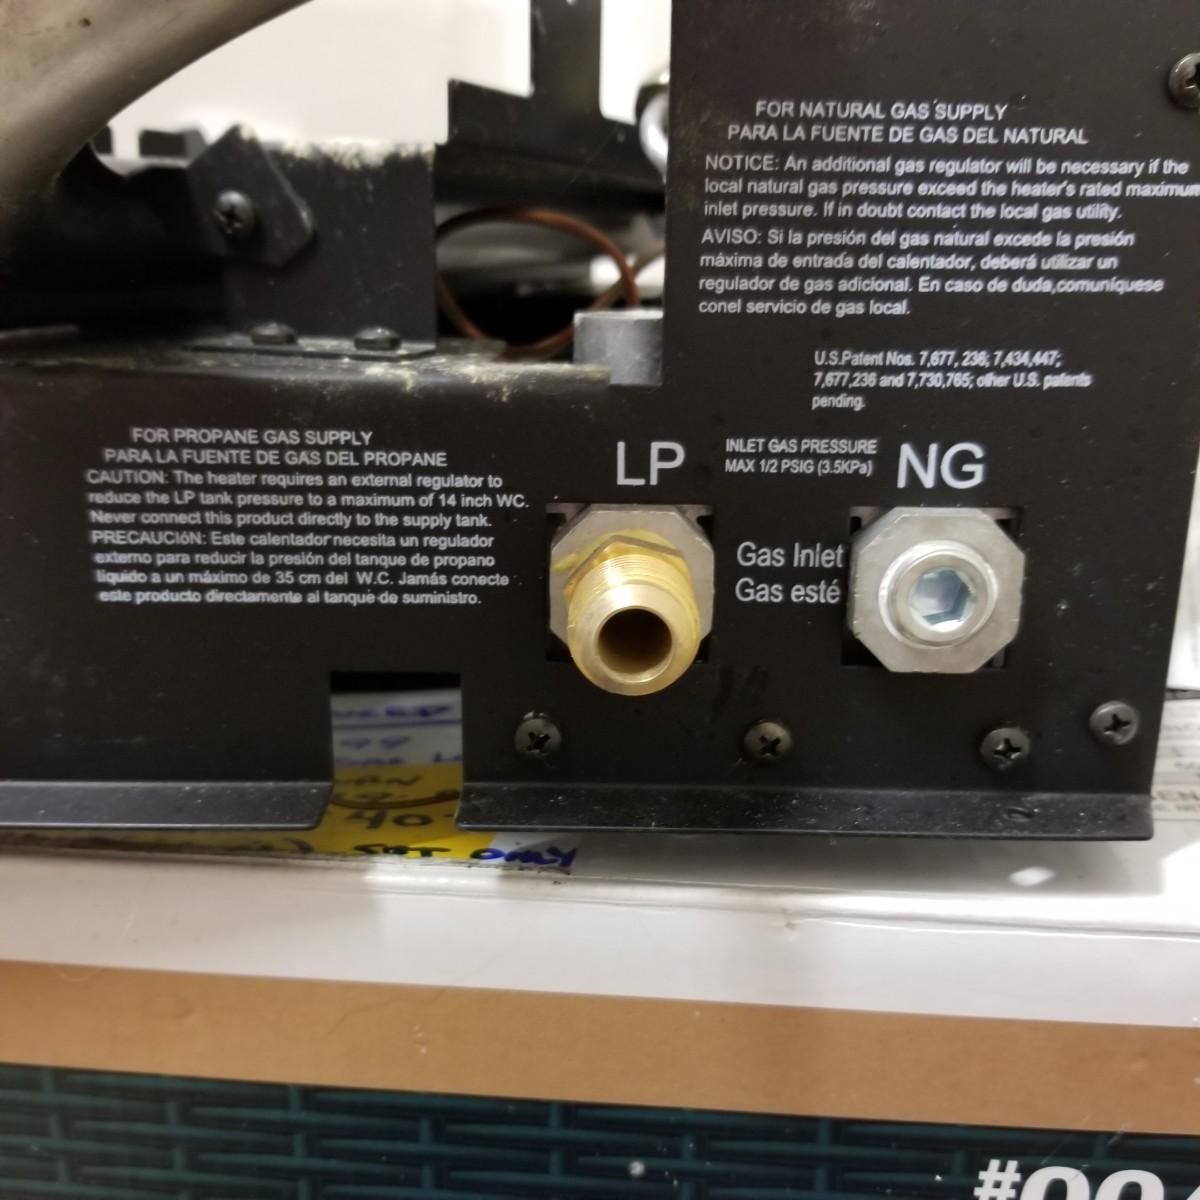 FOR NATURAL GAS SUPPLY
PARA LA FUENTE DE GAS DEL NATURAL
NOTICE: An additional gas regulator will be necessary if the
local natural gas pressure exceed the heater's rated maximum
inlet pressure. If in doubt contact the local gas utility.
AVISO: Si la presión del gas natural excede la presión
máxima de entrada del calentador, deberá utilizar un
regulador de gas adicional. En caso de duda,comuníquese
conel servicio de gas local.
U.S.Patent Nos. 7,677, 236; 7,434,447;
7,677,236 and 7,730,765; other U.S. patents
pending.
FOR PROPANE GAS SUPPLY
PARA LA FUENTE DE GAS DEL PROPANE
CAUTION: The heater requires an external regulator to
reduce the LP tank pressure to a maximum of 14 inch WC.
Never connect this product directly to the supply tank.
PRECAUCIóN: Este calentador necesita un regulador
externo para reducir la presión del tanque de propano
líquido a un máximo de 35 cm del W.C. Jamás conecte
este producto directamente al tanque de suministro.
LP
INLET GAS PRESSURE
MAX 1/2 PSIG (3.5KPa)
NG
Gas Inlet
Gas esté
40
SET ONLY